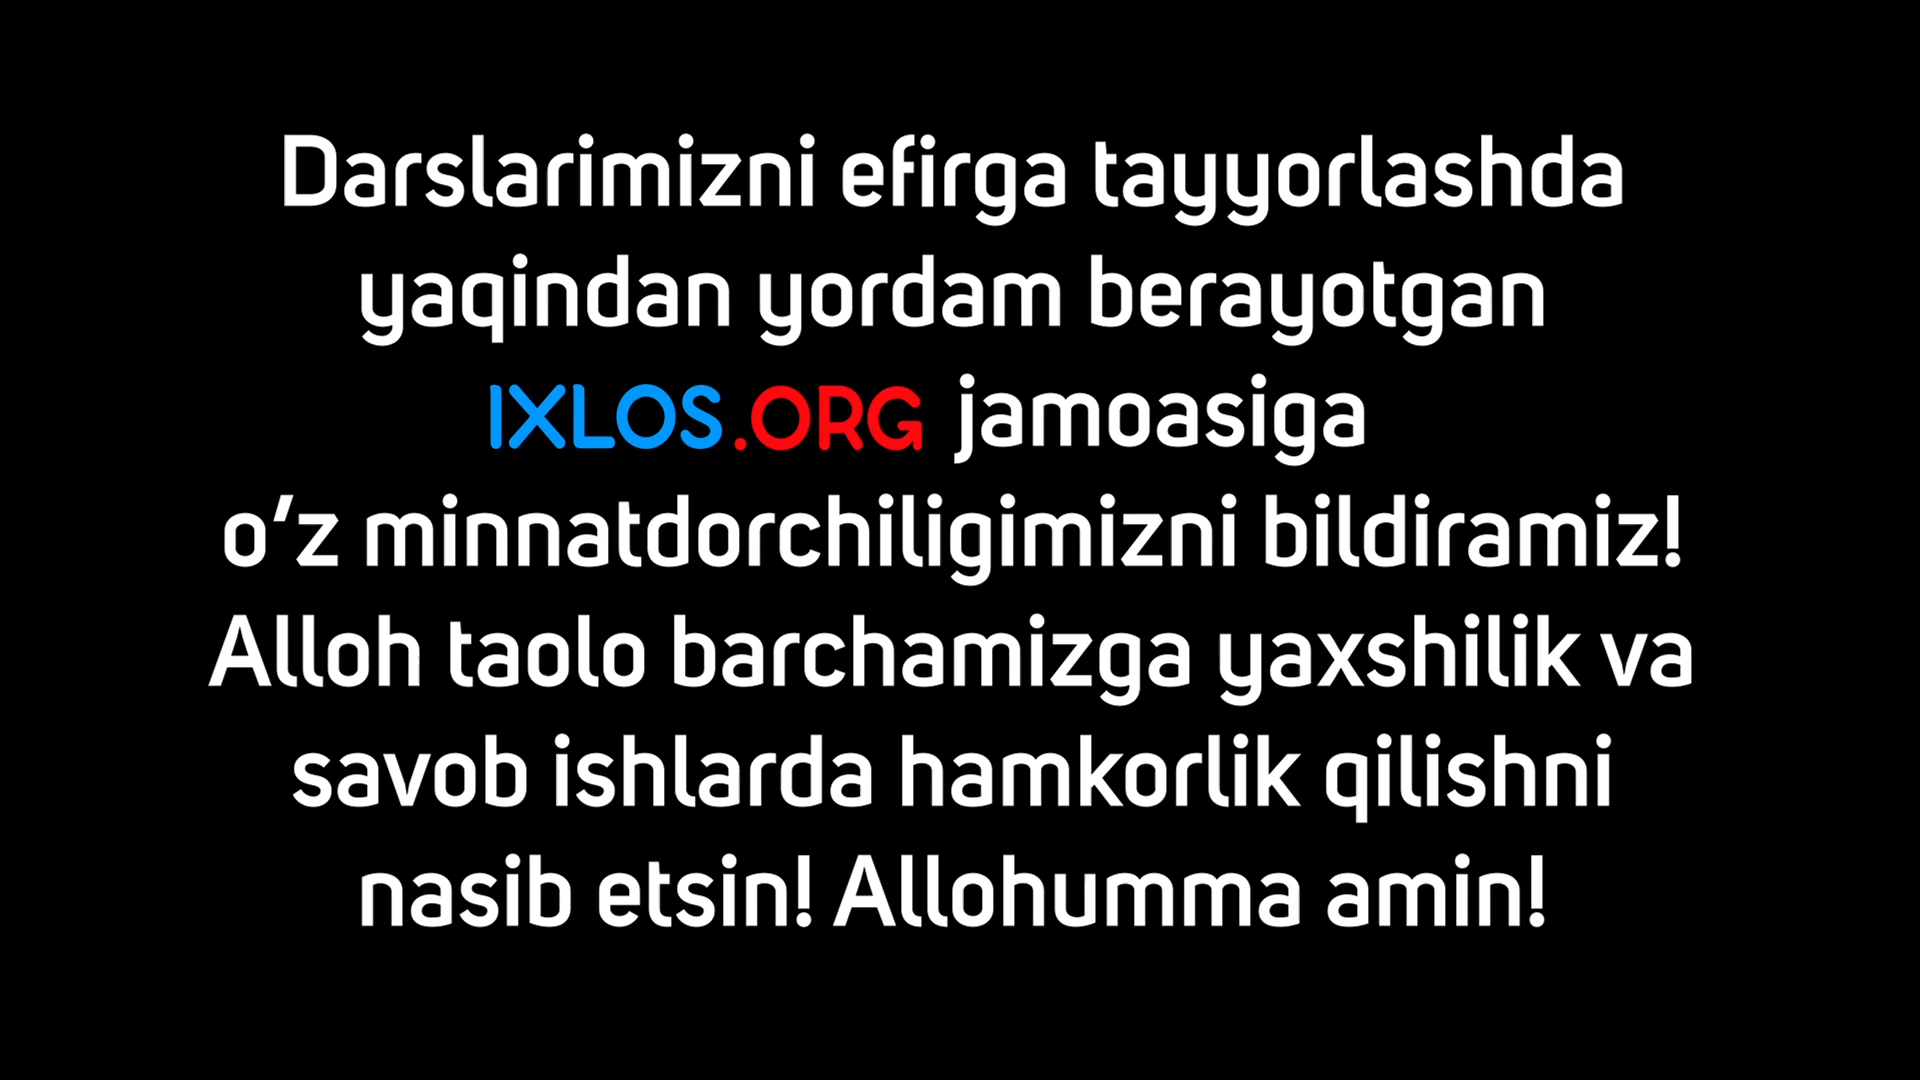 Darslarimizni efirga tayyorlashda
yaqindan yordam berayotgan
IXLOS.ORG jamoasiga
o‘z minnatdorchiligimizni bildiramiz!
Alloh taolo barchamizga yaxshilik va
savob ishlarda hamkorlik qilishni
nasib etsin! Allohumma amin!